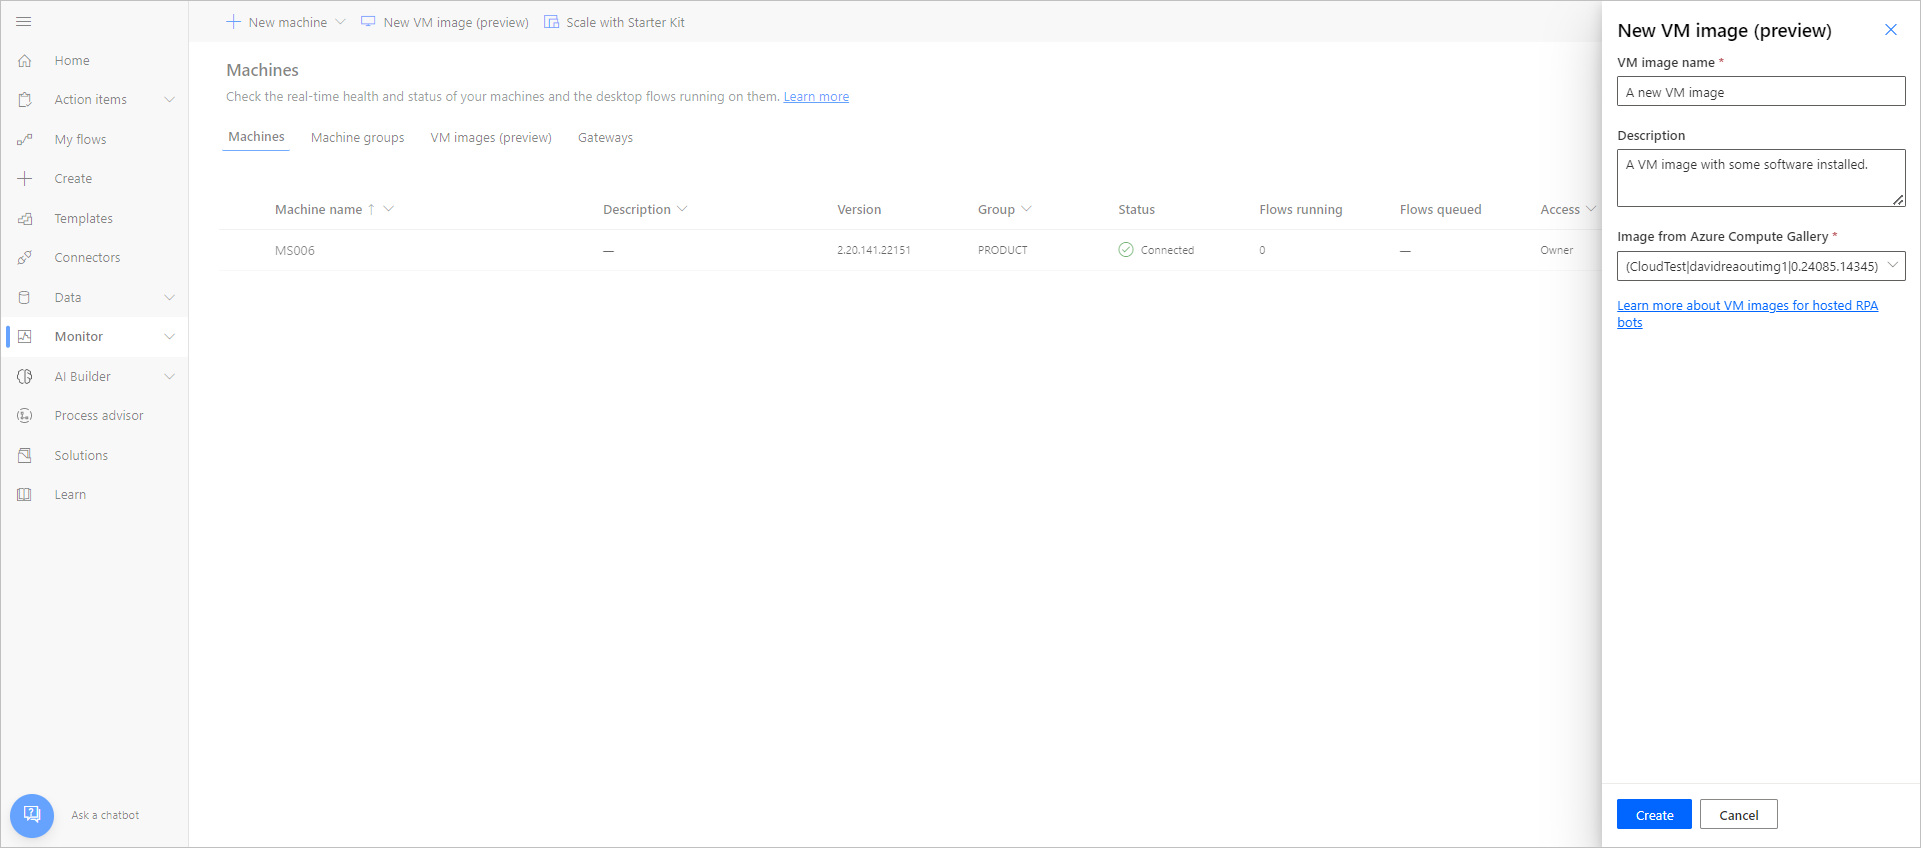 New machine
New VM image (preview)
Scale with Starter Kit
Home
Action items
My flows
Create
Templates
Connectors
Data
Monitor
AI Builder
Process advisor
Solutions
Learn
Ask a chatbot
Machines
Check the real-time health and status of your machines and the desktop flows running on them. Learn more
Machines Machine groups VM images (preview) Gateways
Machine name ↑ Description Version Group Status Flows running Flows queued Access
MS006 — 2.20.141.22151 PRODUCT Connected 0 — Owner
New VM image (preview)
VM image name *
A new VM image
Description
A VM image with some software installed.
Image from Azure Compute Gallery *
(CloudTest|davidreaoutimg1|0.24085.14345)
Learn more about VM images for hosted RPA
bots
Create Cancel